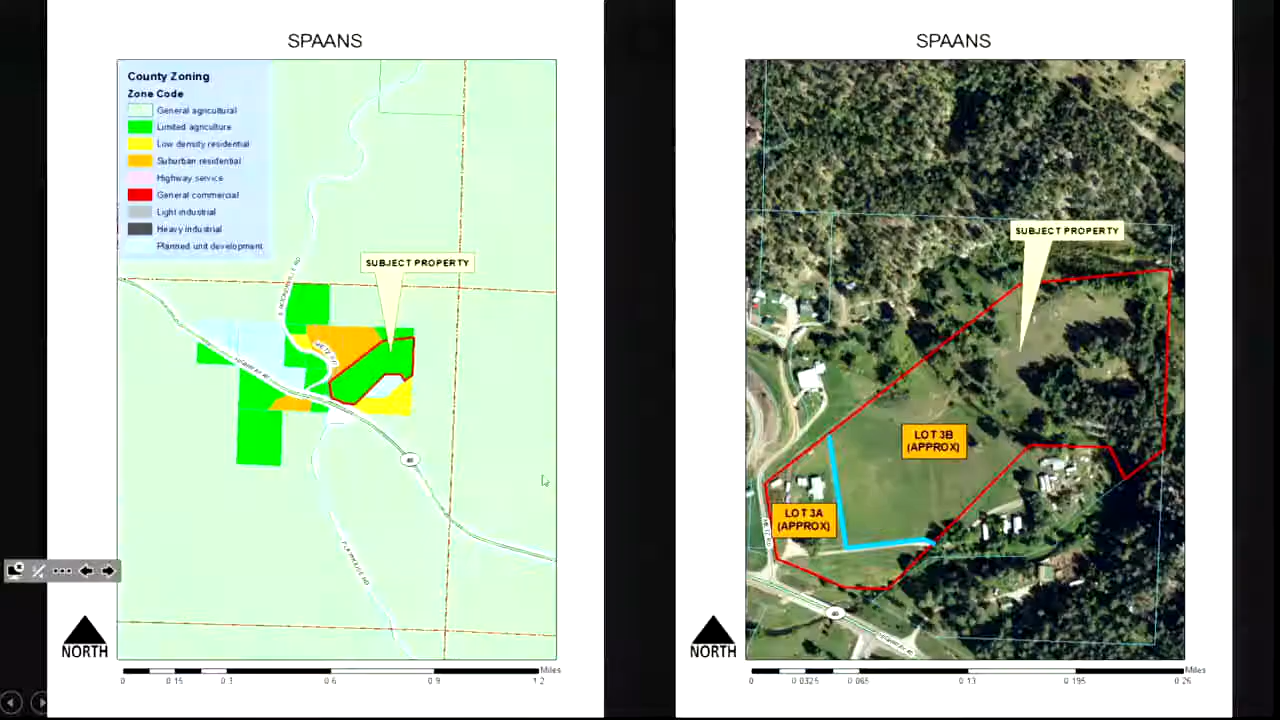 SPAANS
County Zoning
Zone Code
General agricultural
Limited agriculture
Low density residential
Suburban residential
Highway service
General commercial
Light industrial
Heavy industrial
Planned unit development
SUBJECT PROPERTY
40
NORTH
Miles
0 0.15 0.3 0.6 0.9 1.2
SPAANS
SUBJECT PROPERTY
LOT 3B
(APPROX)
LOT 3A
(APPROX)
40
NORTH
Miles
0 0.0325 0.065 0.13 0.195 0.26